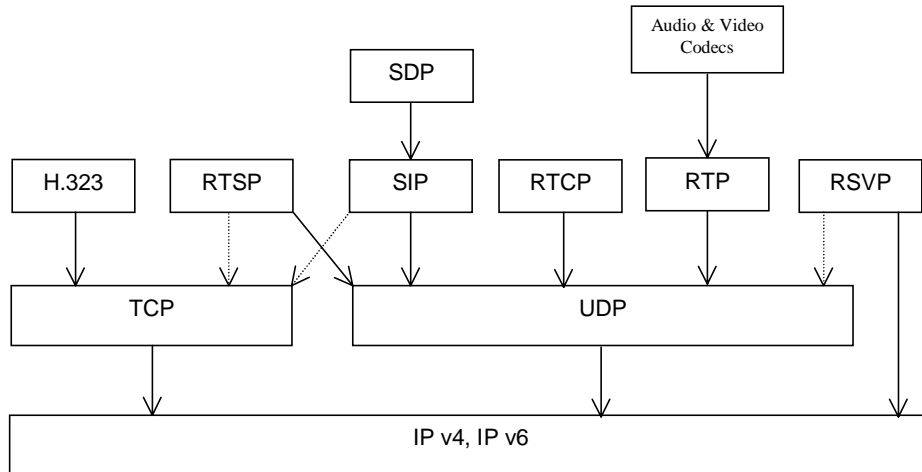 Audio & Video
Codecs
SDP
H.323
RTSP
SIP
RTCP
RTP
RSVP
TCP
UDP
IP v4, IP v6